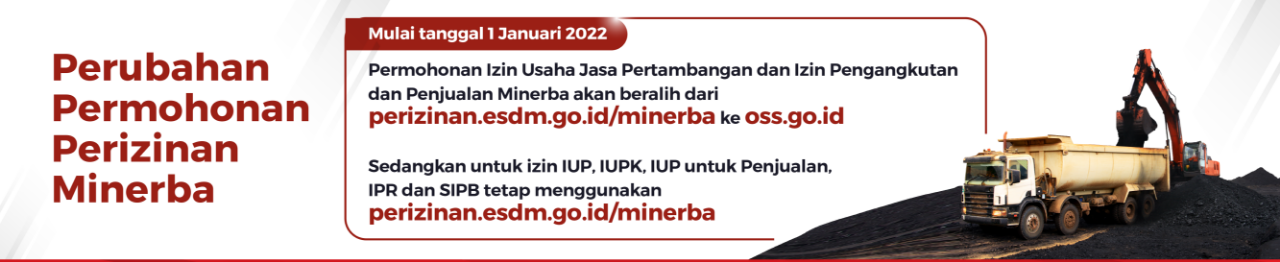 Perubahan
Permohonan
Perizinan
Minerba
Mulai tanggal 1 Januari 2022
Permohonan Izin Usaha Jasa Pertambangan dan Izin Pengangkutan
dan Penjualan Minerba akan beralih dari
perizinan.esdm.go.id/minerba ke oss.go.id
Sedangkan untuk izin IUP, IUPK, IUP untuk Penjualan,
IPR dan SIPB tetap menggunakan
perizinan.esdm.go.id/minerba